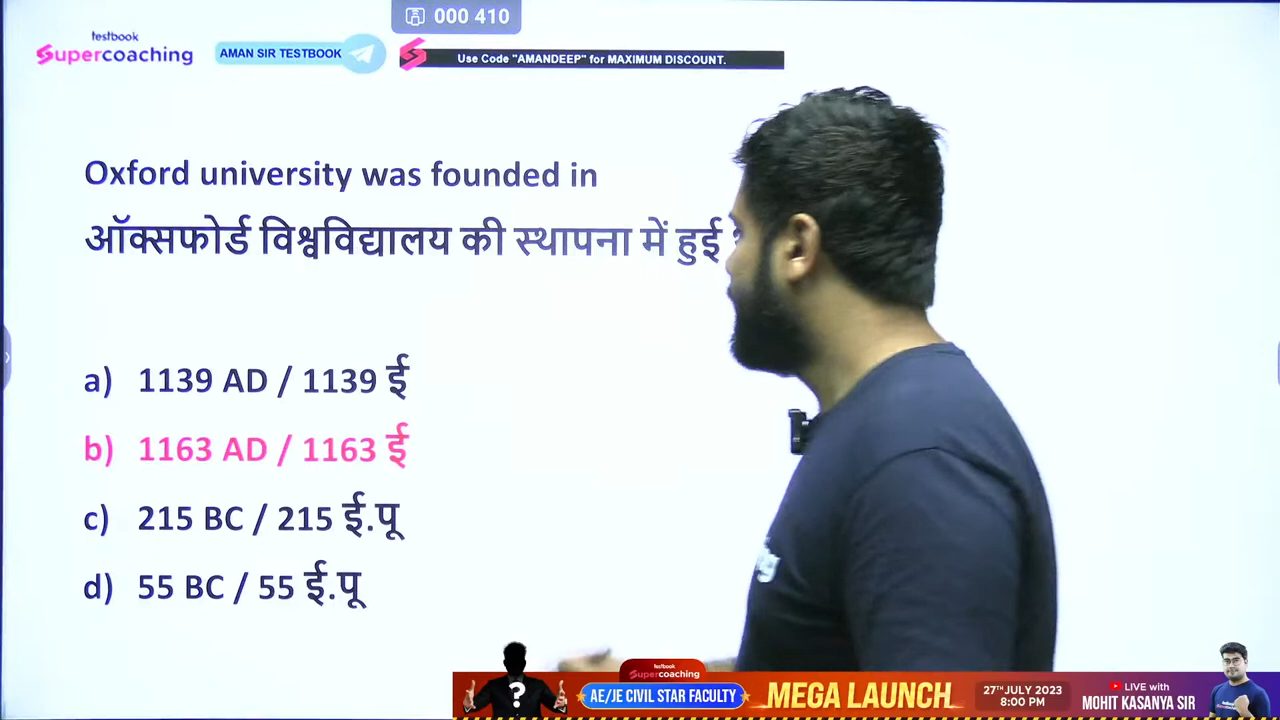 000 410
testbook
Supercoaching
AMAN SIR TESTBOOK
Use Code "AMANDEEP" for MAXIMUM DISCOUNT.
Oxford university was founded in
ऑक्सफोर्ड विश्वविद्यालय की स्थापना में हुई
a) 1139 AD / 1139 ई
b) 1163 AD / 1163 ई
c) 215 BC / 215 ई.पू
d) 55 BC / 55 ई.पू
?
testbook
Supercoaching
AE/JE CIVIL STAR FACULTY
MEGA LAUNCH
27TH JULY 2023
8:00 PM
LIVE with
MOHIT KASANYA SIR